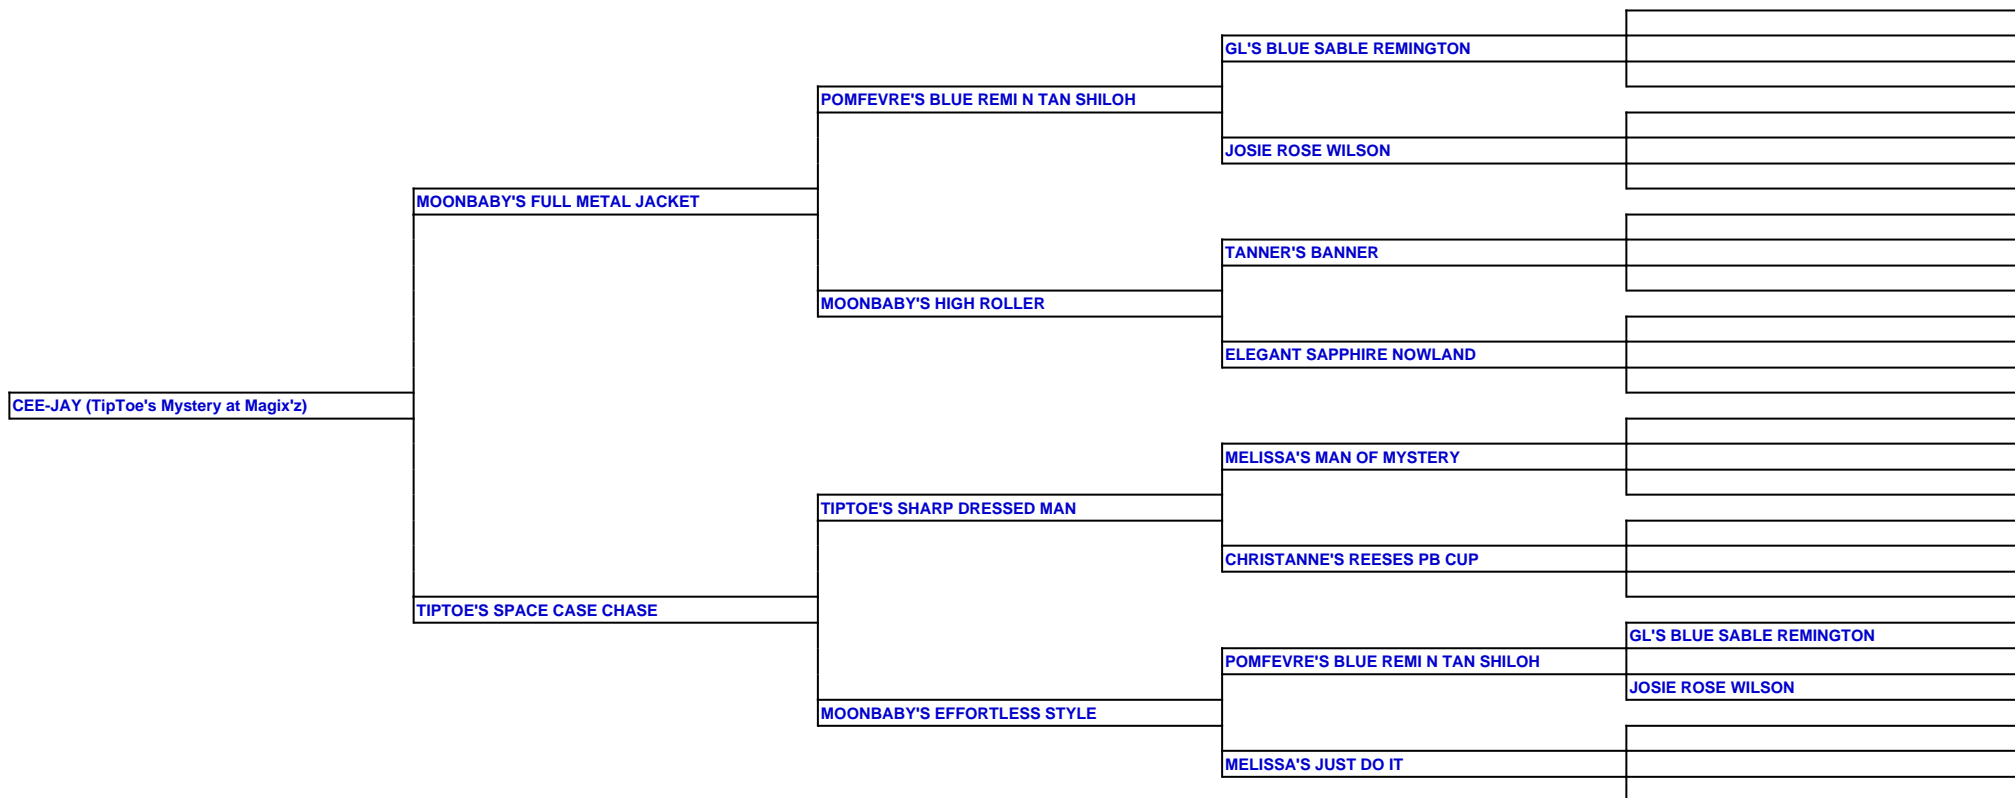 GL'S BLUE SABLE REMINGTON
POMFEVRE'S BLUE REMI N TAN SHILOH
JOSIE ROSE WILSON
MOONBABY'S FULL METAL JACKET
TANNER'S BANNER
MOONBABY'S HIGH ROLLER
ELEGANT SAPPHIRE NOWLAND
CEE-JAY (TipToe's Mystery at Magix'z)
MELISSA'S MAN OF MYSTERY
TIPTOE'S SHARP DRESSED MAN
CHRISTANNE'S REESES PB CUP
TIPTOE'S SPACE CASE CHASE
GL'S BLUE SABLE REMINGTON
POMFEVRE'S BLUE REMI N TAN SHILOH
JOSIE ROSE WILSON
MOONBABY'S EFFORTLESS STYLE
MELISSA'S JUST DO IT